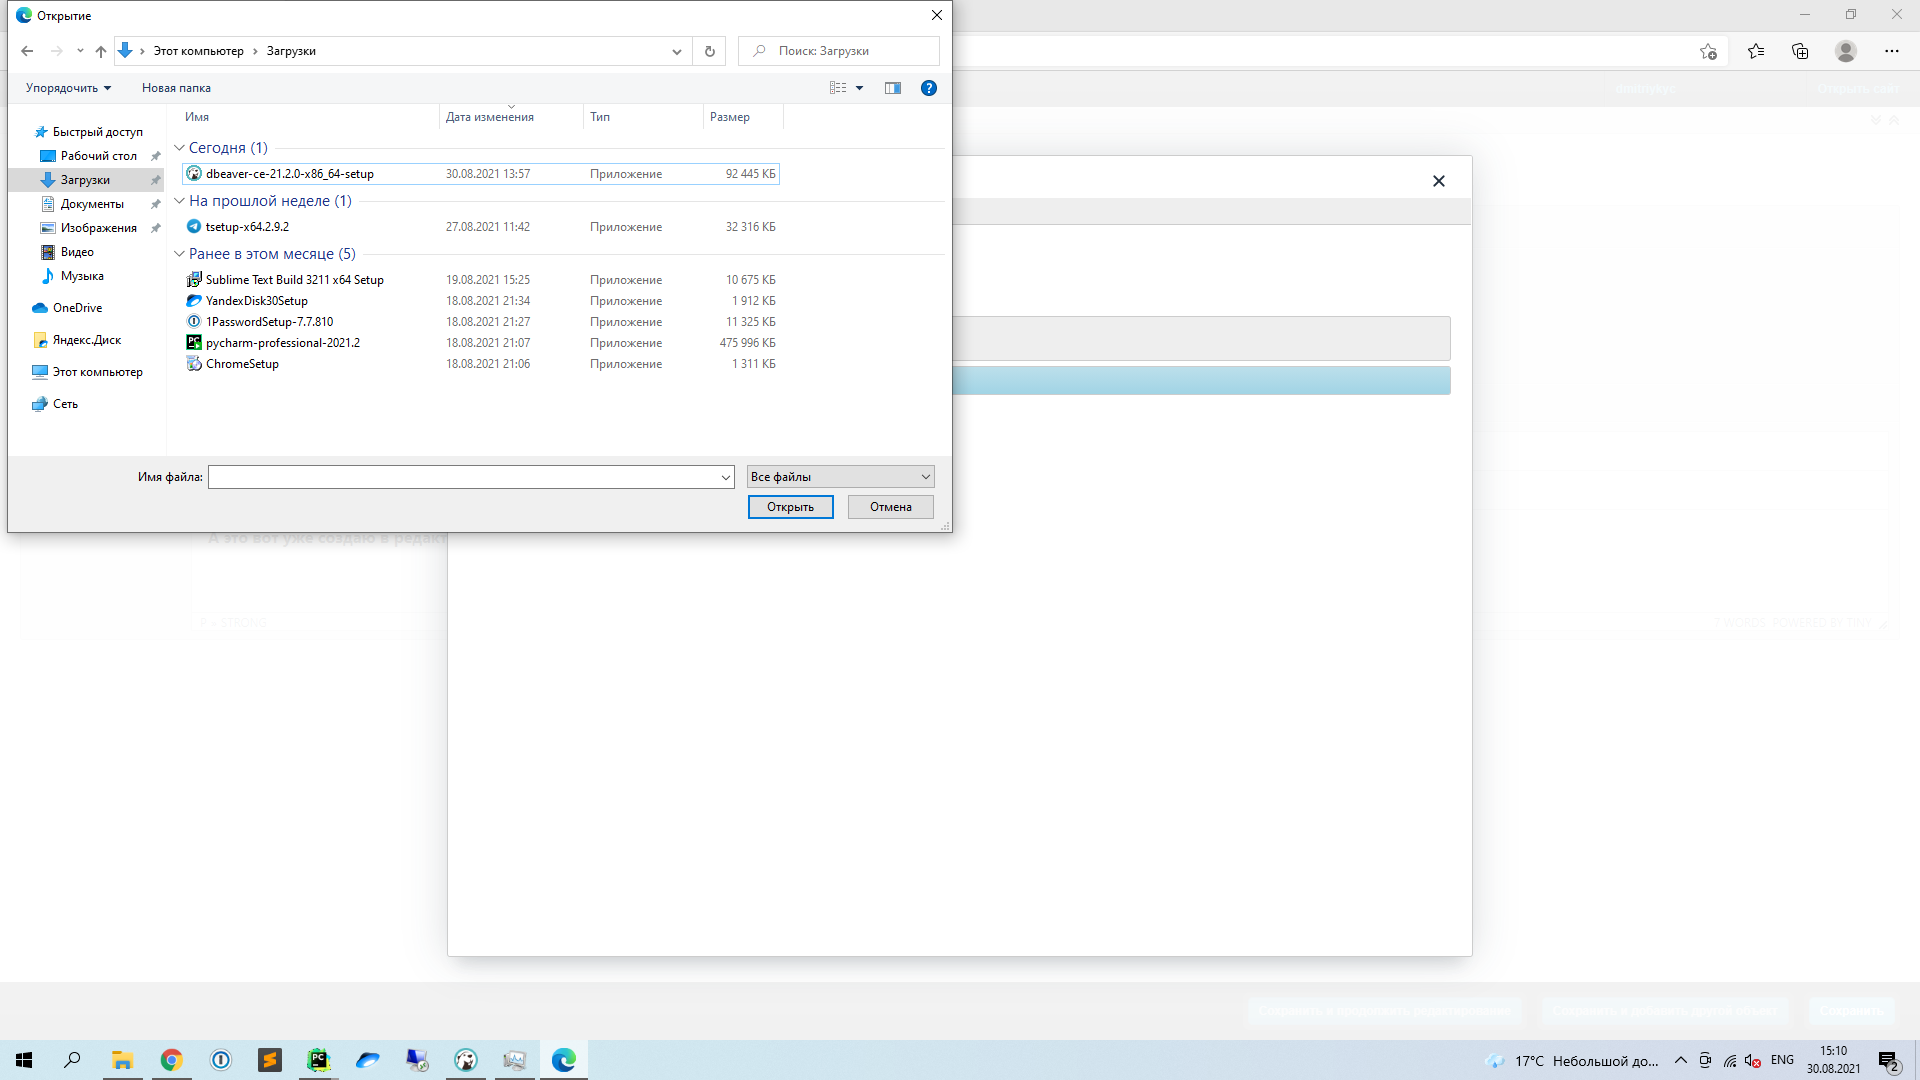 Открытие
Этот компьютер › Загрузки
Поиск: Загрузки
Упорядочить
Новая папка
Имя
Дата изменения
Тип
Размер
Быстрый доступ
Рабочий стол
Загрузки
Документы
Изображения
Видео
Музыка
OneDrive
Яндекс.Диск
Этот компьютер
Сеть
Сегодня (1)
dbeaver-ce-21.2.0-x86_64-setup 30.08.2021 13:57 Приложение 92 445 КБ
На прошлой неделе (1)
tsetup-x64.2.9.2 27.08.2021 11:42 Приложение 32 316 КБ
Ранее в этом месяце (5)
Sublime Text Build 3211 x64 Setup 19.08.2021 15:25 Приложение 10 675 КБ
YandexDisk30Setup 18.08.2021 21:34 Приложение 1 912 КБ
1PasswordSetup-7.7.810 18.08.2021 21:27 Приложение 11 325 КБ
pycharm-professional-2021.2 18.08.2021 21:07 Приложение 475 996 КБ
ChromeSetup 18.08.2021 21:06 Приложение 1 311 КБ
Имя файла:
Все файлы
Открыть
Отмена
А это вот уже создаю в редакт
P » STRONG
7 WORDS POWERED BY TINY
17°C Небольшой до...
ENG
15:10
30.08.2021
2